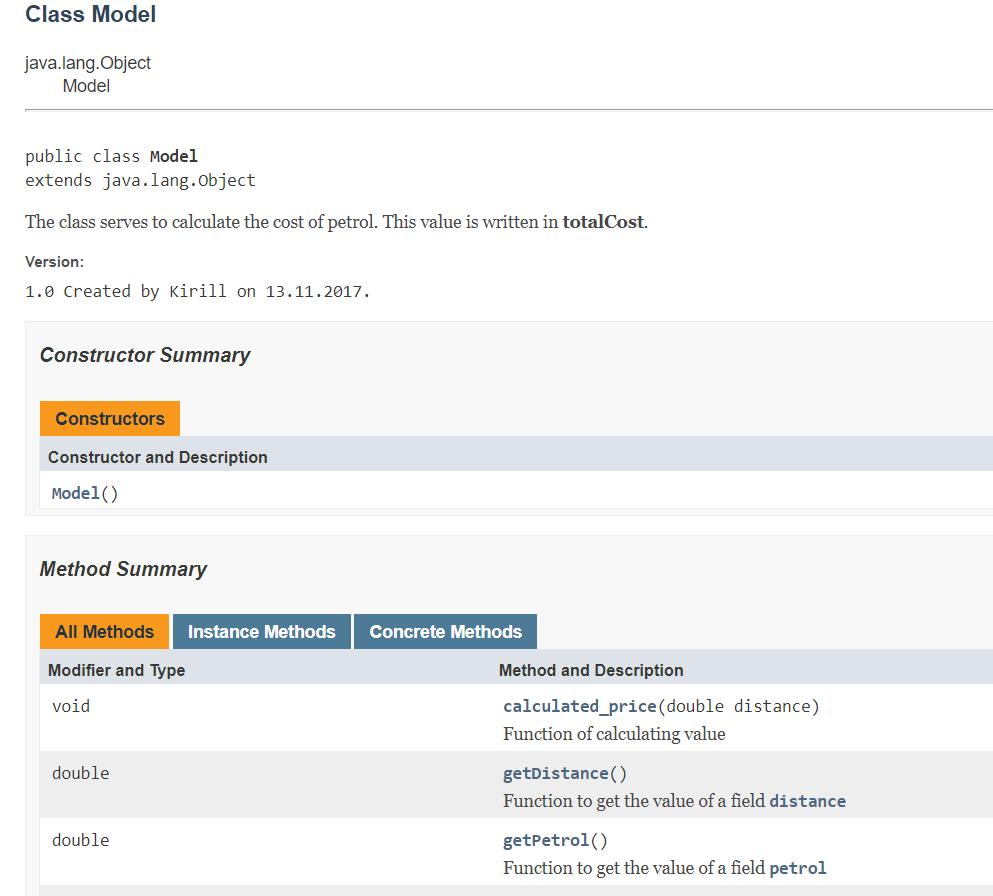 Class Model
java.lang.Object
Model
public class Model
extends java.lang.Object
The class serves to calculate the cost of petrol. This value is written in totalCost.
Version:
1.0 Created by Kirill on 13.11.2017.
Constructor Summary
Constructors
Constructor and Description
Model()
Method Summary
All Methods Instance Methods Concrete Methods
Modifier and Type Method and Description
void calculated_price(double distance)
Function of calculating value
double getDistance()
Function to get the value of a field distance
double getPetrol()
Function to get the value of a field petrol